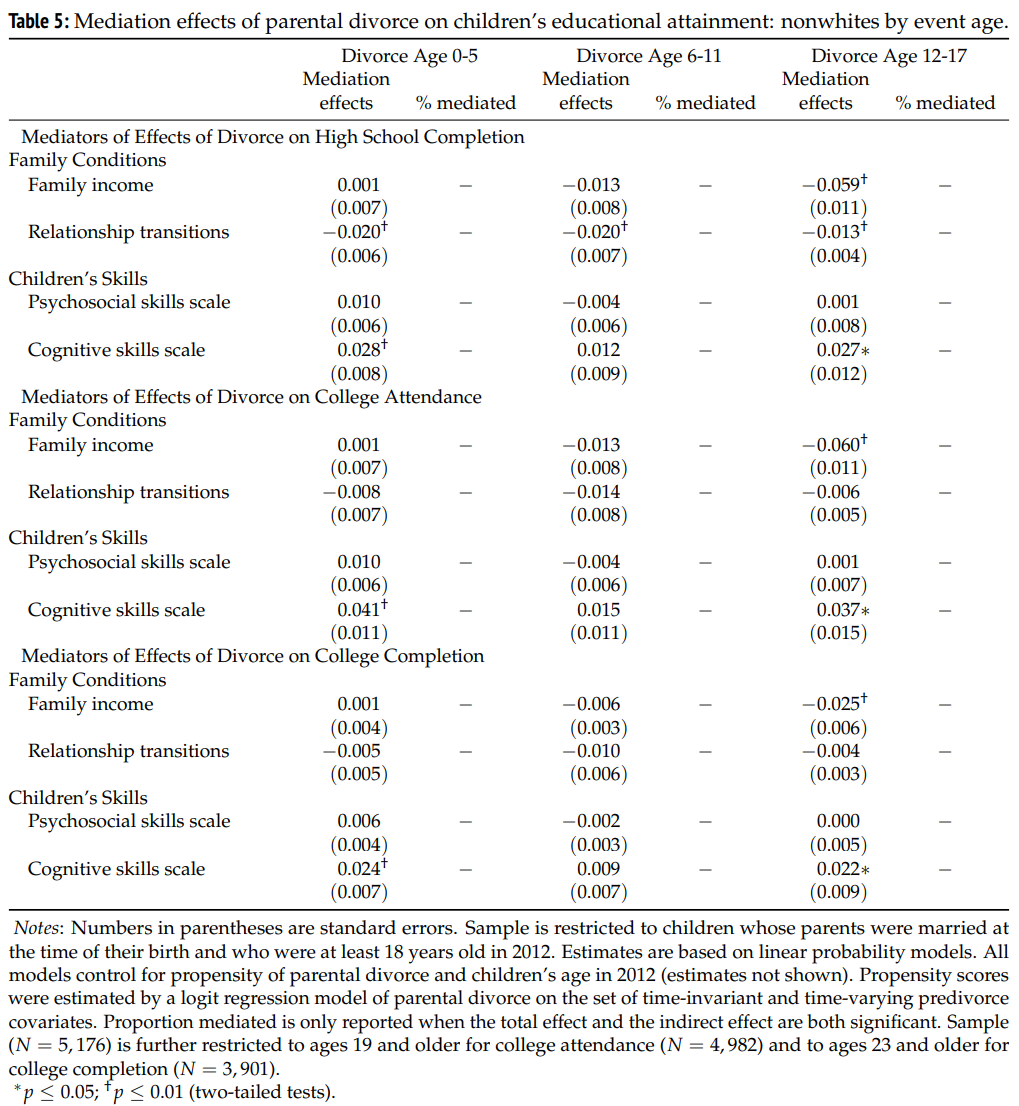 Table 5: Mediation effects of parental divorce on children's educational attainment: nonwhites by event age.
Divorce Age 0-5 Divorce Age 6-11 Divorce Age 12-17
Mediation Mediation Mediation
effects % mediated effects % mediated effects % mediated
Mediators of Effects of Divorce on High School Completion
Family Conditions
Family income 0.001 — −0.013 — −0.059† —
(0.007) (0.008) (0.011)
Relationship transitions −0.020† — −0.020† — −0.013† —
(0.006) (0.007) (0.004)
Children's Skills
Psychosocial skills scale 0.010 — −0.004 — 0.001 —
(0.006) (0.006) (0.008)
Cognitive skills scale 0.028† — 0.012 — 0.027* —
(0.008) (0.009) (0.012)
Mediators of Effects of Divorce on College Attendance
Family Conditions
Family income 0.001 — −0.013 — −0.060† —
(0.007) (0.008) (0.011)
Relationship transitions −0.008 — −0.014 — −0.006 —
(0.007) (0.008) (0.005)
Children's Skills
Psychosocial skills scale 0.010 — −0.004 — 0.001 —
(0.006) (0.006) (0.007)
Cognitive skills scale 0.041† — 0.015 — 0.037* —
(0.011) (0.011) (0.015)
Mediators of Effects of Divorce on College Completion
Family Conditions
Family income 0.001 — −0.006 — −0.025† —
(0.004) (0.003) (0.006)
Relationship transitions −0.005 — −0.010 — −0.004 —
(0.005) (0.006) (0.003)
Children's Skills
Psychosocial skills scale 0.006 — −0.002 — 0.000 —
(0.004) (0.003) (0.005)
Cognitive skills scale 0.024† — 0.009 — 0.022* —
(0.007) (0.007) (0.009)
Notes: Numbers in parentheses are standard errors. Sample is restricted to children whose parents were married at
the time of their birth and who were at least 18 years old in 2012. Estimates are based on linear probability models. All
models control for propensity of parental divorce and children's age in 2012 (estimates not shown). Propensity scores
were estimated by a logit regression model of parental divorce on the set of time-invariant and time-varying predivorce
covariates. Proportion mediated is only reported when the total effect and the indirect effect are both significant. Sample
(N = 5,176) is further restricted to ages 19 and older for college attendance (N = 4,982) and to ages 23 and older for
college completion (N = 3,901).
*p ≤ 0.05; †p ≤ 0.01 (two-tailed tests).